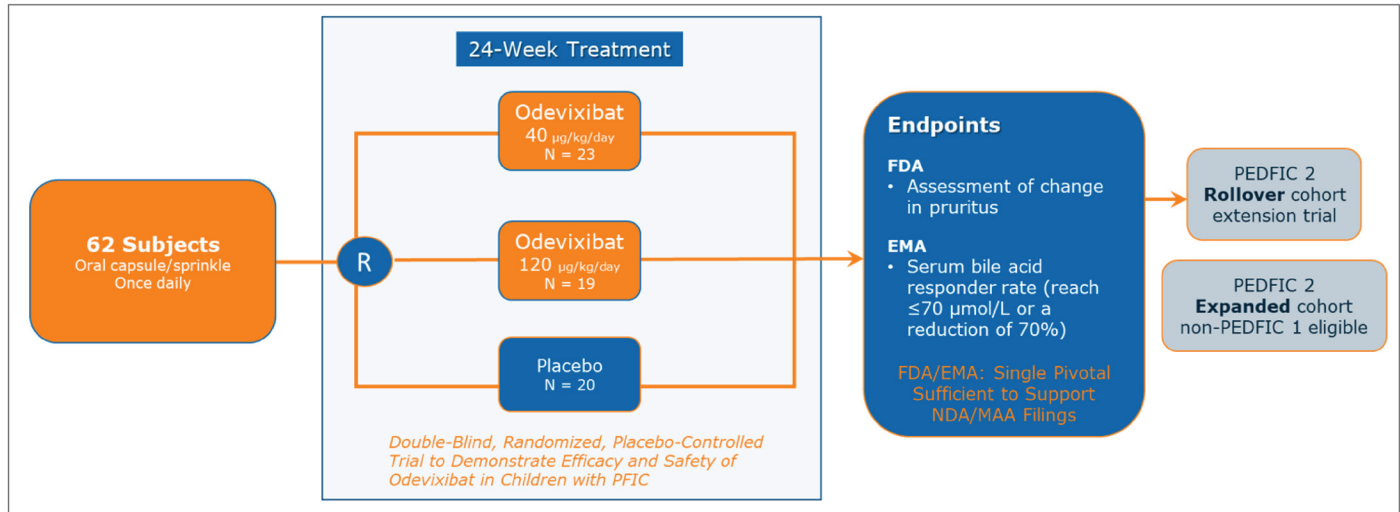 24-Week Treatment
62 Subjects
Oral capsule/sprinkle
Once daily
R
Odevixibat
40 µg/kg/day
N = 23
Odevixibat
120 µg/kg/day
N = 19
Placebo
N = 20
Double-Blind, Randomized, Placebo-Controlled
Trial to Demonstrate Efficacy and Safety of
Odevixibat in Children with PFIC
Endpoints
FDA
• Assessment of change
in pruritus
EMA
• Serum bile acid
responder rate (reach
≤70 µmol/L or a
reduction of 70%)
FDA/EMA: Single Pivotal
Sufficient to Support
NDA/MAA Filings
PEDFIC 2
Rollover cohort
extension trial
PEDFIC 2
Expanded cohort
non-PEDFIC 1 eligible